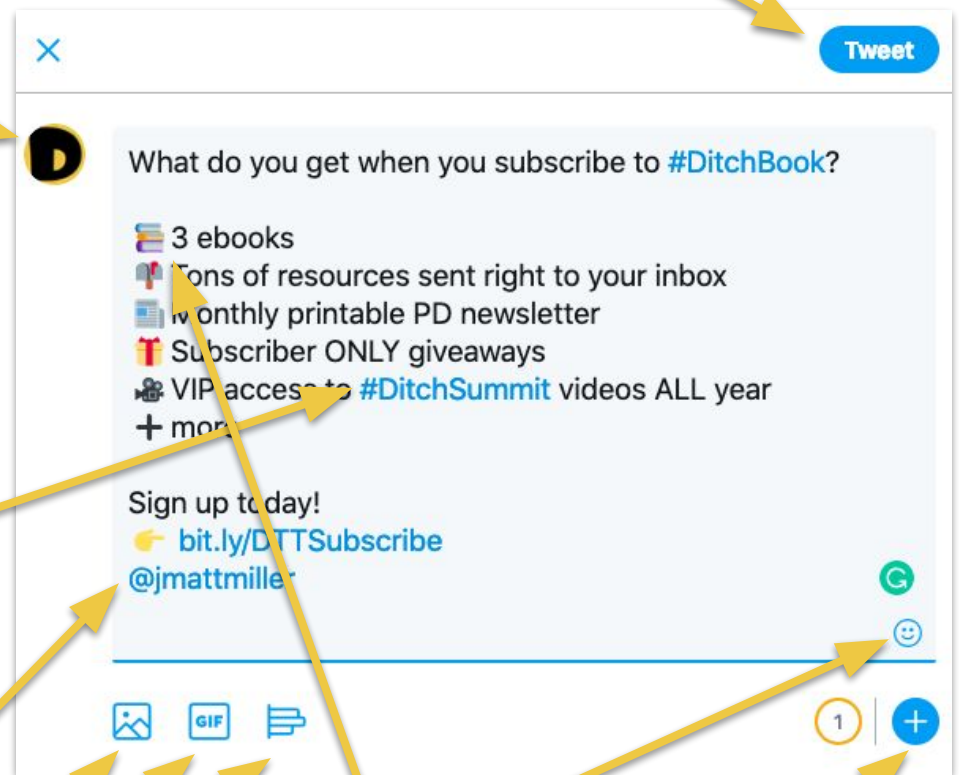 Tweet
D
What do you get when you subscribe to #DitchBook?
3 ebooks
Tons of resources sent right to your inbox
Monthly printable PD newsletter
Subscriber ONLY giveaways
VIP access to #DitchSummit videos ALL year
+ more
Sign up today!
bit.ly/DTTSubscribe
@jmattmiller
G
GIF
1
+